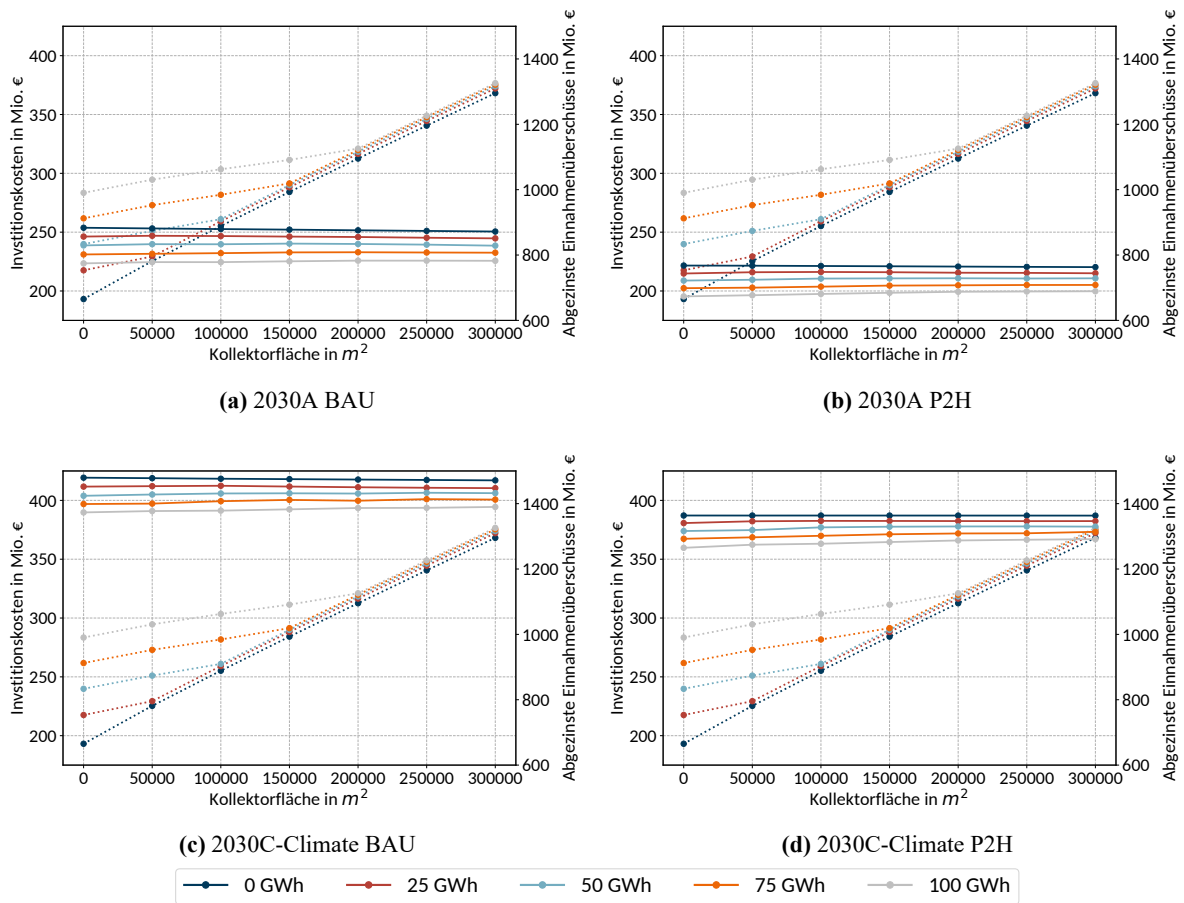 400
350
300
250
200
Invstitionskosten in Mio. €
1400
1200
1000
800
600
Abgezinste Einnahmenüberschüsse in Mio. €
0 50000 100000 150000 200000 250000 300000
Kollektorfläche in m²
(a) 2030A BAU
400
350
300
250
200
Invstitionskosten in Mio. €
1400
1200
1000
800
600
Abgezinste Einnahmenüberschüsse in Mio. €
0 50000 100000 150000 200000 250000 300000
Kollektorfläche in m²
(b) 2030A P2H
400
350
300
250
200
Invstitionskosten in Mio. €
1400
1200
1000
800
600
Abgezinste Einnahmenüberschüsse in Mio. €
0 50000 100000 150000 200000 250000 300000
Kollektorfläche in m²
(c) 2030C-Climate BAU
400
350
300
250
200
Invstitionskosten in Mio. €
1400
1200
1000
800
600
Abgezinste Einnahmenüberschüsse in Mio. €
0 50000 100000 150000 200000 250000 300000
Kollektorfläche in m²
(d) 2030C-Climate P2H
0 GWh 25 GWh 50 GWh 75 GWh 100 GWh